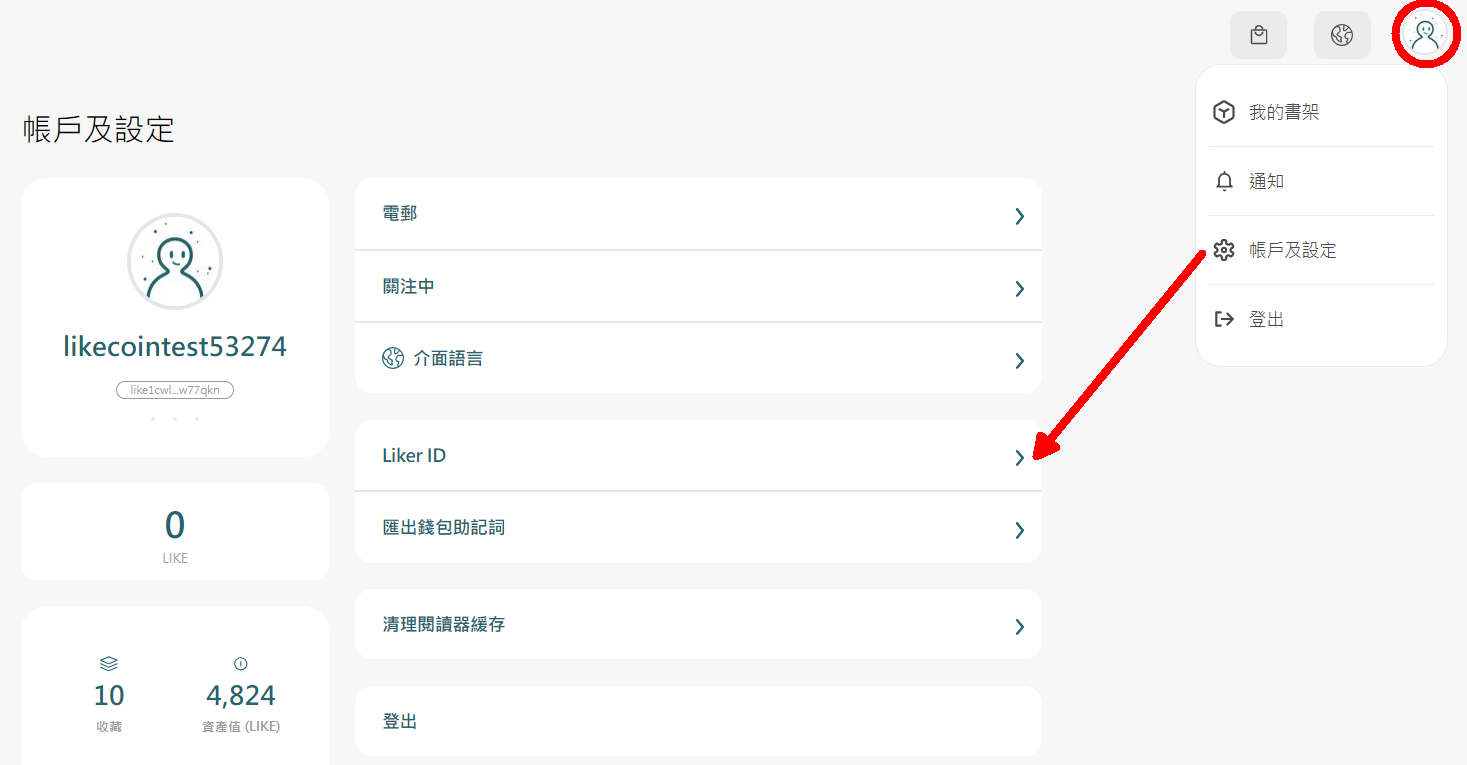 我的書架
通知
帳戶及設定
登出
帳戶及設定
likecointest53274
like1cwl...w77qkn
0
LIKE
10
收藏
4,824
資產值 (LIKE)
電郵
關注中
介面語言
Liker ID
匯出錢包助記詞
清理閱讀器緩存
登出